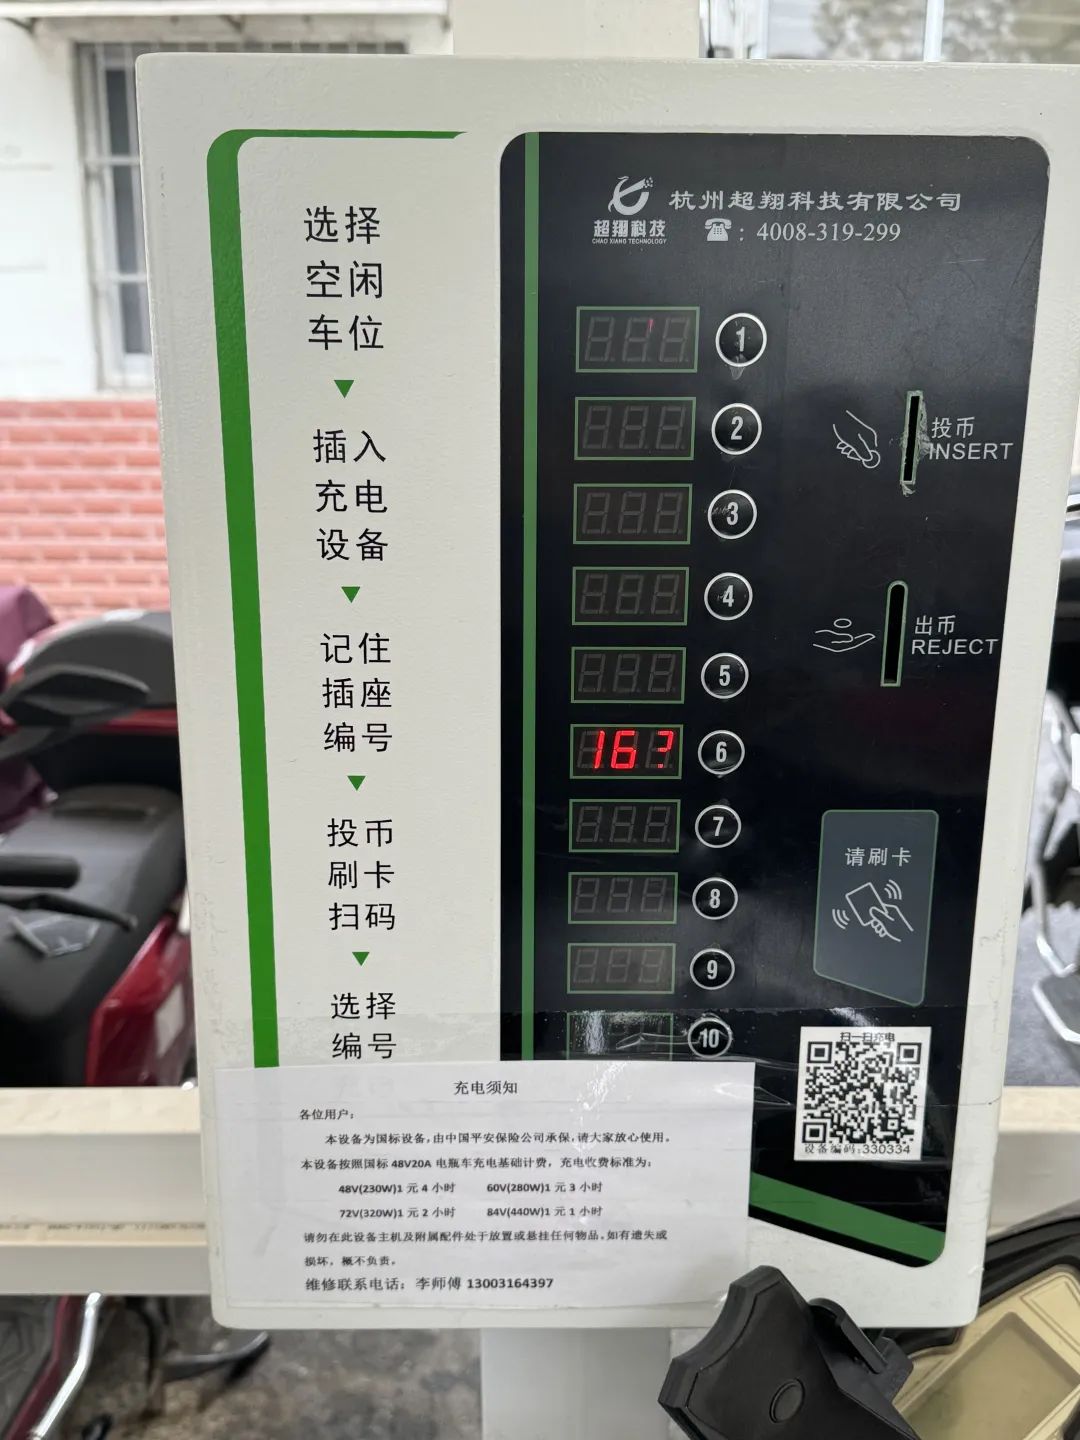 选择
空闲
车位
插入
充电
设备
记住
插座
编号
投币
刷卡
扫码
选择
编号
超翔科技
CHAO XIANG TECHNOLOGY
杭州超翔科技有限公司
: 4008-319-299
1
2
3
4
5
16
6
7
8
9
10
投币
INSERT
出币
REJECT
请刷卡
扫一扫充电
设备编码:330334
充电须知
各位用户：
本设备为国标设备，由中国平安保险公司承保，请大家放心使用。
本设备按照国标 48V20A 电瓶车充电基础计费，充电收费标准为：
48V(230W)1 元 4 小时 60V(280W)1 元 3 小时
72V(320W)1 元 2 小时 84V(440W)1 元 1 小时
请勿在此设备主机及附属配件处于放置或悬挂任何物品，如有遗失或
损坏，概不负责。
维修联系电话：李师傅 13003164397